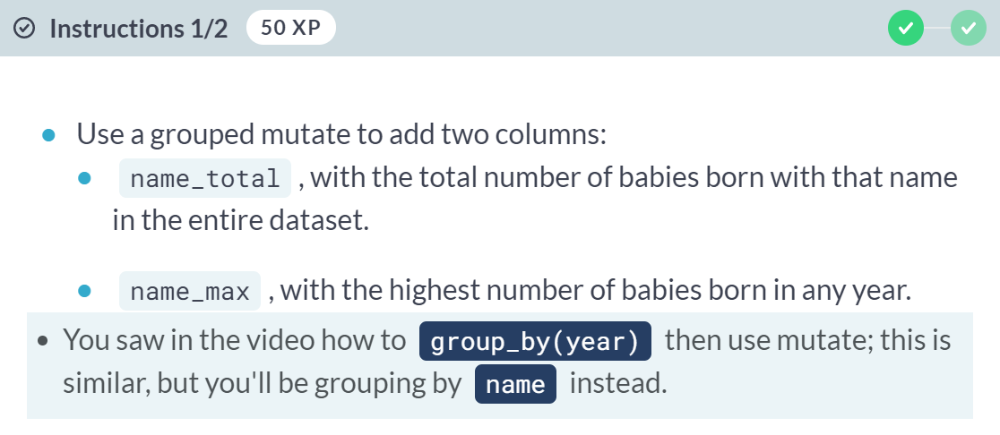 Instructions 1/2 50 XP
Use a grouped mutate to add two columns:
name_total , with the total number of babies born with that name
in the entire dataset.
name_max , with the highest number of babies born in any year.
You saw in the video how to group_by(year) then use mutate; this is
similar, but you'll be grouping by name instead.